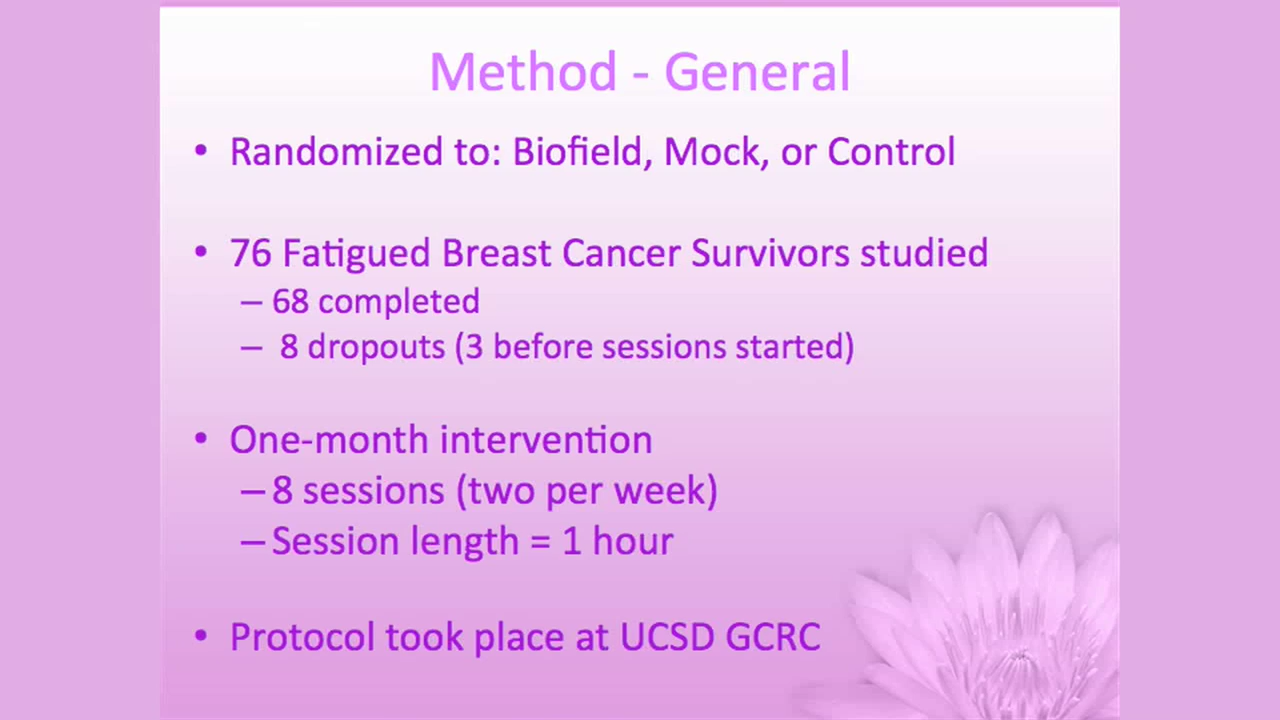 Method - General
• Randomized to: Biofield, Mock, or Control
• 76 Fatigued Breast Cancer Survivors studied
– 68 completed
– 8 dropouts (3 before sessions started)
• One-month intervention
– 8 sessions (two per week)
– Session length = 1 hour
• Protocol took place at UCSD GCRC